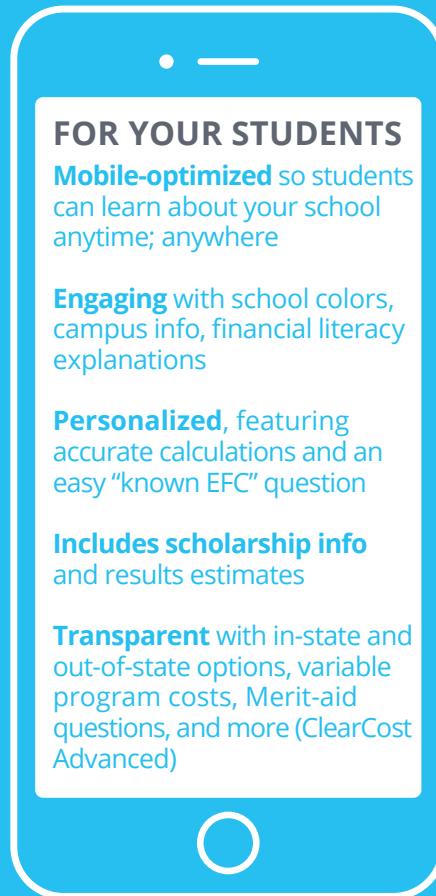 FOR YOUR STUDENTS
Mobile-optimized so students
can learn about your school
anytime; anywhere
Engaging with school colors,
campus info, financial literacy
explanations
Personalized, featuring
accurate calculations and an
easy “known EFC” question
Includes scholarship info
and results estimates
Transparent with in-state and
out-of-state options, variable
program costs, Merit-aid
questions, and more (ClearCost
Advanced)